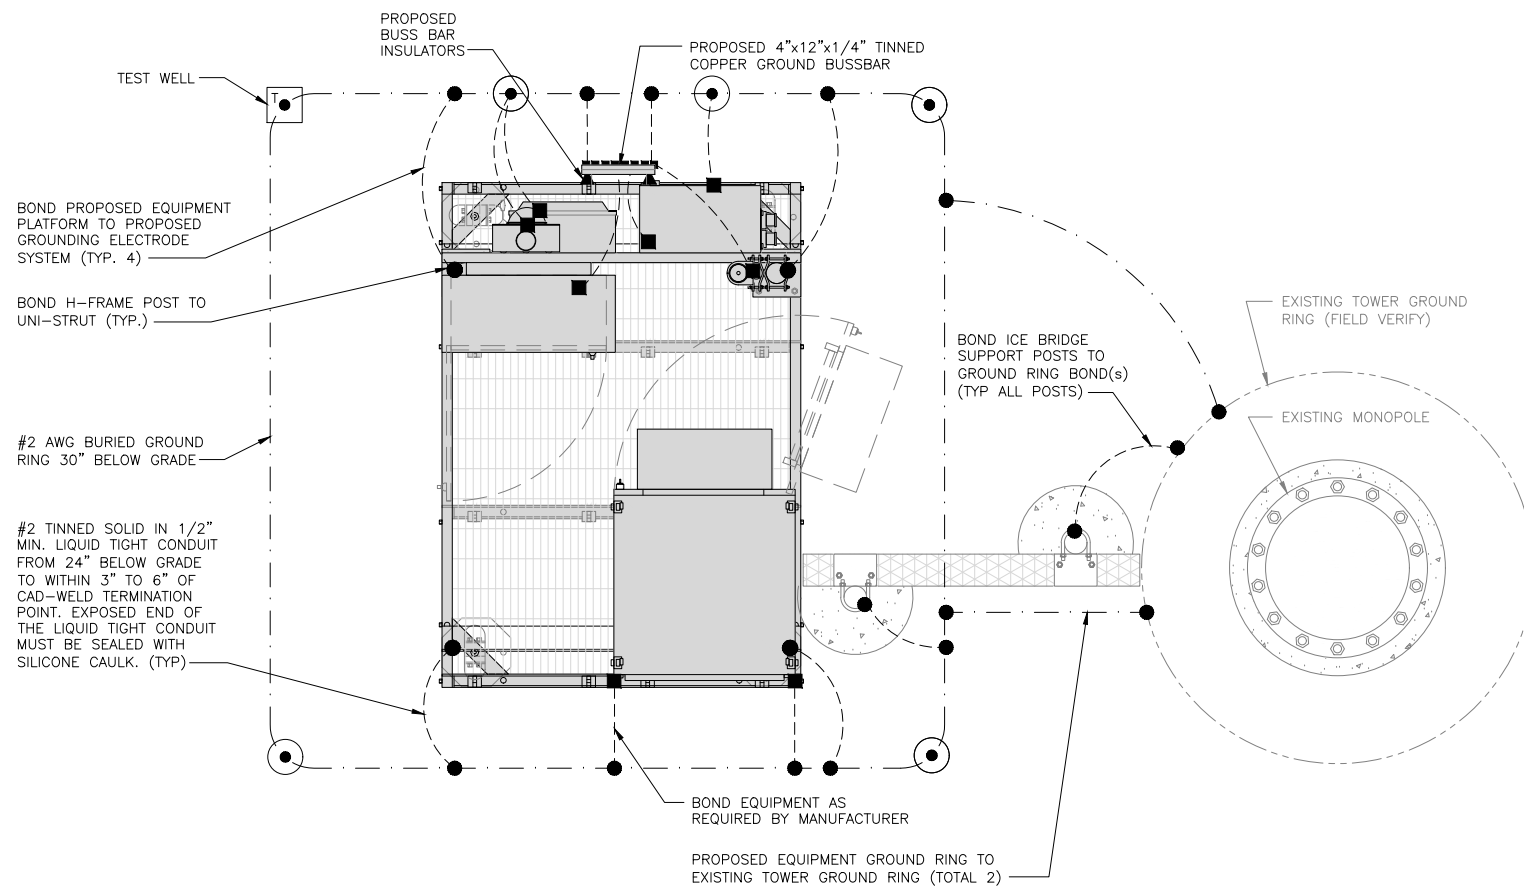 PROPOSED
BUSS BAR
INSULATORS
PROPOSED 4"x12"x1/4" TINNED
COPPER GROUND BUSSBAR
TEST WELL
T
BOND PROPOSED EQUIPMENT
PLATFORM TO PROPOSED
GROUNDING ELECTRODE
SYSTEM (TYP. 4)
BOND H-FRAME POST TO
UNI-STRUT (TYP.)
EXISTING TOWER GROUND
RING (FIELD VERIFY)
BOND ICE BRIDGE
SUPPORT POSTS TO
GROUND RING BOND(s)
(TYP ALL POSTS)
EXISTING MONOPOLE
#2 AWG BURIED GROUND
RING 30" BELOW GRADE
#2 TINNED SOLID IN 1/2"
MIN. LIQUID TIGHT CONDUIT
FROM 24" BELOW GRADE
TO WITHIN 3" TO 6" OF
CAD-WELD TERMINATION
POINT. EXPOSED END OF
THE LIQUID TIGHT CONDUIT
MUST BE SEALED WITH
SILICONE CAULK. (TYP)
BOND EQUIPMENT AS
REQUIRED BY MANUFACTURER
PROPOSED EQUIPMENT GROUND RING TO
EXISTING TOWER GROUND RING (TOTAL 2)